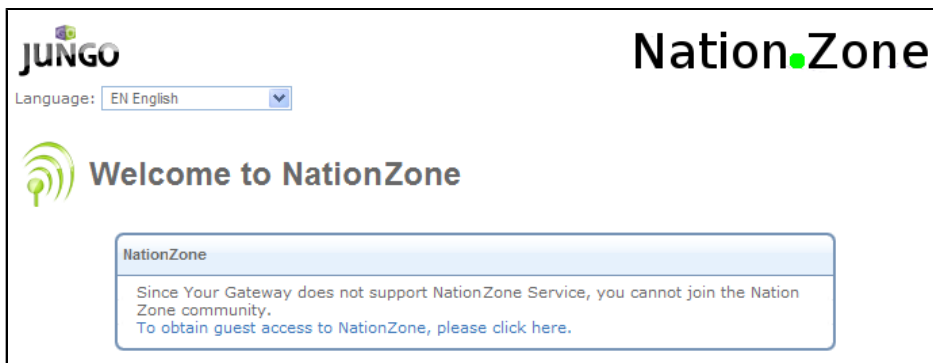 JUNGO
Nation.Zone
Language: EN English
Welcome to NationZone
NationZone
Since Your Gateway does not support NationZone Service, you cannot join the Nation
Zone community.
To obtain guest access to NationZone, please click here.